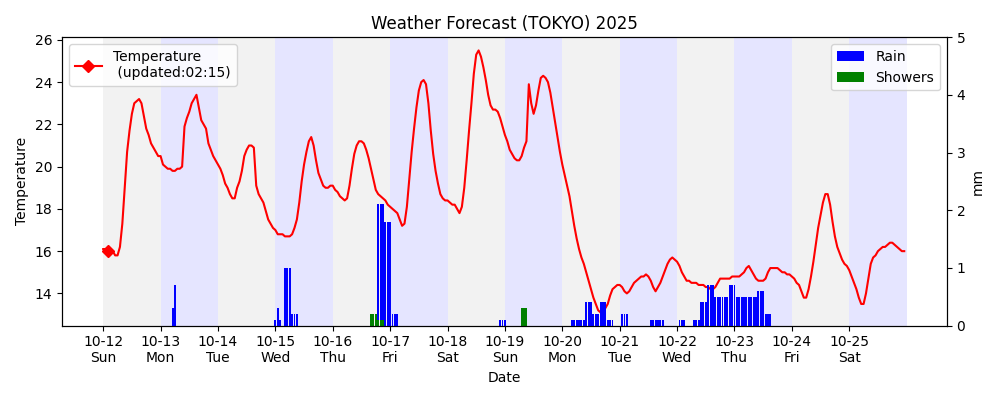 Weather Forecast (TOKYO) 2025
Temperature
(updated:02:15)
Rain
Showers
26
24
22
20
18
16
14
Temperature
5
4
3
2
1
0
mm
10-12 10-13 10-14 10-15 10-16 10-17 10-18 10-19 10-20 10-21 10-22 10-23 10-24 10-25
Sun Mon Tue Wed Thu Fri Sat Sun Mon Tue Wed Thu Fri Sat
Date